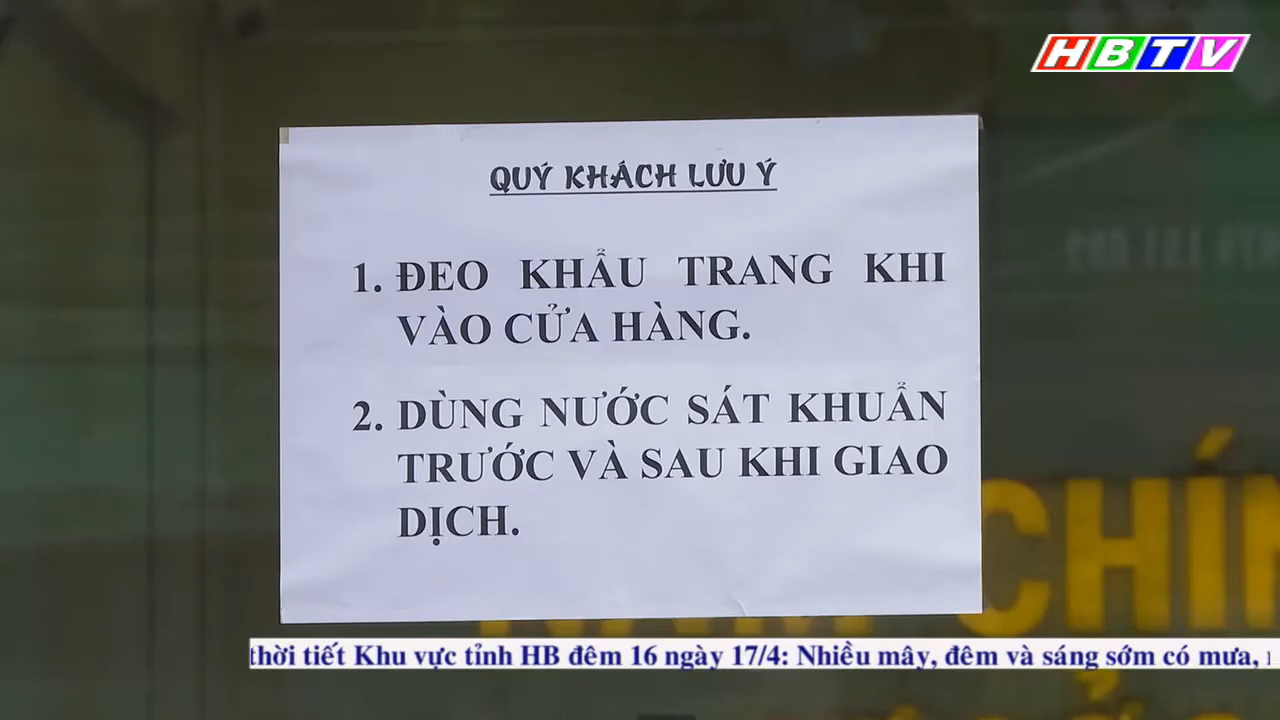 HBTV
QUÝ KHÁCH LƯU Ý
1. ĐEO KHẨU TRANG KHI
VÀO CỬA HÀNG.
2. DÙNG NƯỚC SÁT KHUẨN
TRƯỚC VÀ SAU KHI GIAO
DỊCH.
CHÍN
thời tiết Khu vực tỉnh HB đêm 16 ngày 17/4: Nhiều mây, đêm và sáng sớm có mưa,